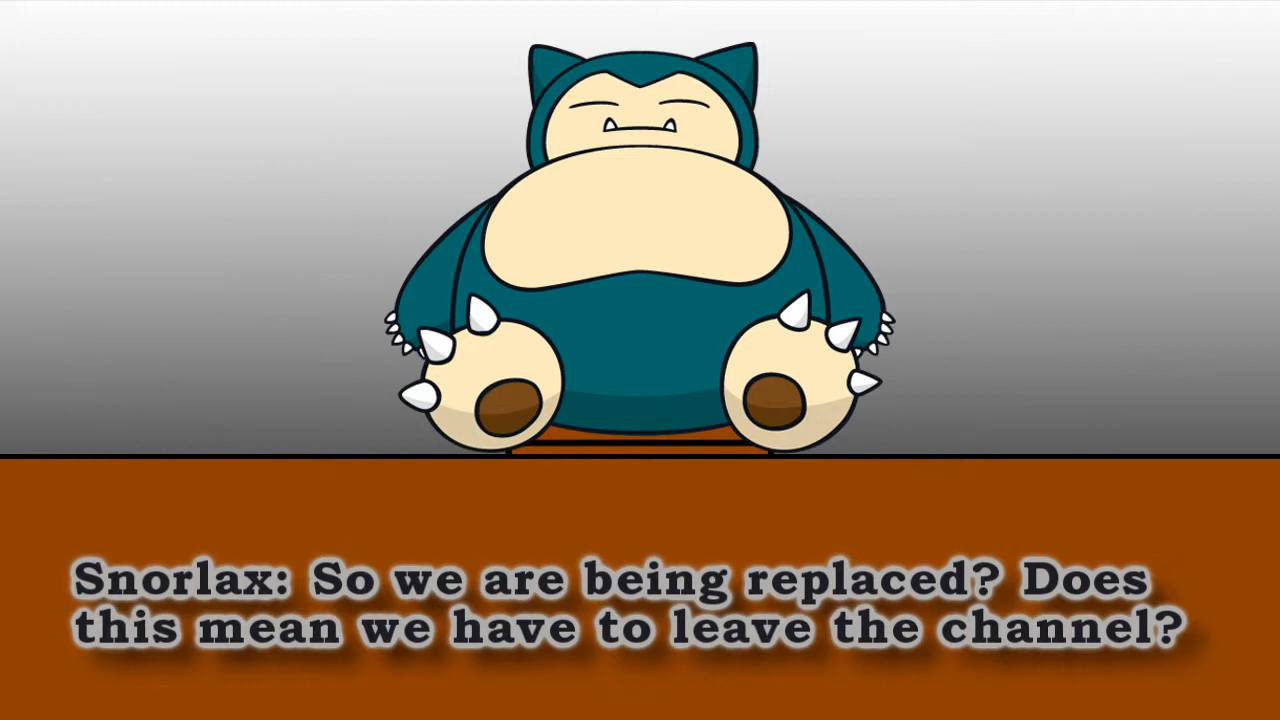 Snorlax: So we are being replaced? Does
this mean we have to leave the channel?